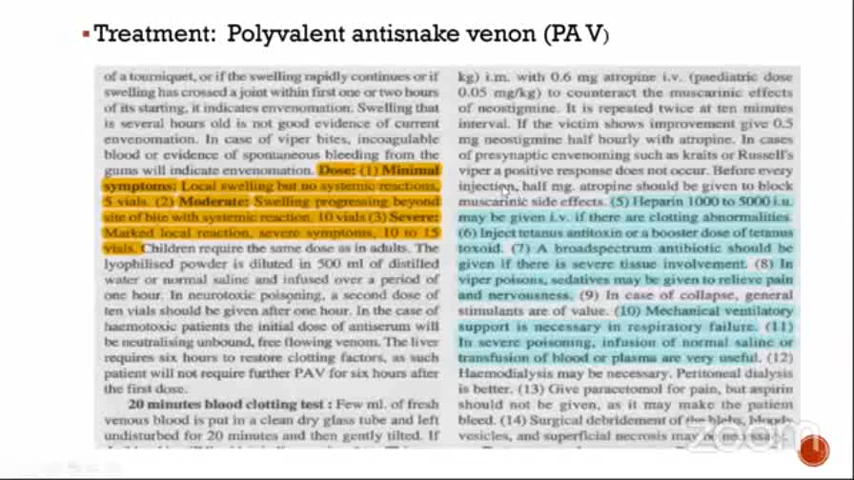 ▪Treatment: Polyvalent antisnake venon (PA V)
of a tourniquet, or if the swelling rapidly continues or if
swelling has crossed a joint within first one or two hours
of its starting, it indicates envenomation. Swelling that
is several hours old is not good evidence of current
envenomation. In case of viper bites, incoagulable
blood or evidence of spontaneous bleeding from the
gums will indicate envenomation. Dose: (1) Minimal
symptoms: Local swelling but no systemic reactions,
5 vials. (2) Moderate: Swelling progressing beyond
site of bite with systemic reaction, 10 vials (3) Severe:
Marked local reaction, severe symptoms, 10 to 15
vials. Children require the same dose as in adults. The
lyophilised powder is diluted in 500 ml of distilled
water or normal saline and infused over a period of
one hour. In neurotoxic poisoning, a second dose of
ten vials should be given after one hour. In the case of
haemotoxic patients the initial dose of antiserum will
be neutralising unbound, free flowing venom. The liver
requires six hours to restore clotting factors, as such
patient will not require further PAV for six hours after
the first dose.
20 minutes blood clotting test : Few ml. of fresh
venous blood is put in a clean dry glass tube and left
undisturbed for 20 minutes and then gently tilted. If
kg) i.m. with 0.6 mg atropine i.v. (paediatric dose
0.05 mg/kg) to counteract the muscarinic effects
of neostigmine. It is repeated twice at ten minutes
interval. If the victim shows improvement give 0.5
mg neostigmine half hourly with atropine. In cases
of presynaptic envenoming such as kraits or Russell's
viper a positive response does not occur. Before every
injection, half mg. atropine should be given to block
muscarinic side effects. (5) Heparin 1000 to 5000 i.u.
may be given i.v. if there are clotting abnormalities.
(6) Inject tetanus antitoxin or a booster dose of tetanus
toxoid. (7) A broadspectrum antibiotic should be
given if there is severe tissue involvement. (8) In
viper poisons, sedatives may be given to relieve pain
and nervousness. (9) In case of collapse, general
stimulants are of value. (10) Mechanical ventilatory
support is necessary in respiratory failure. (11)
In severe poisoning, infusion of normal saline or
transfusion of blood or plasma are very useful. (12)
Haemodialysis may be necessary. Peritoneal dialysis
is better. (13) Give paracetomol for pain, but aspirin
should not be given, as it may make the patient
bleed. (14) Surgical debridement of the blebs, bloody
vesicles, and superficial necrosis may be
zoom